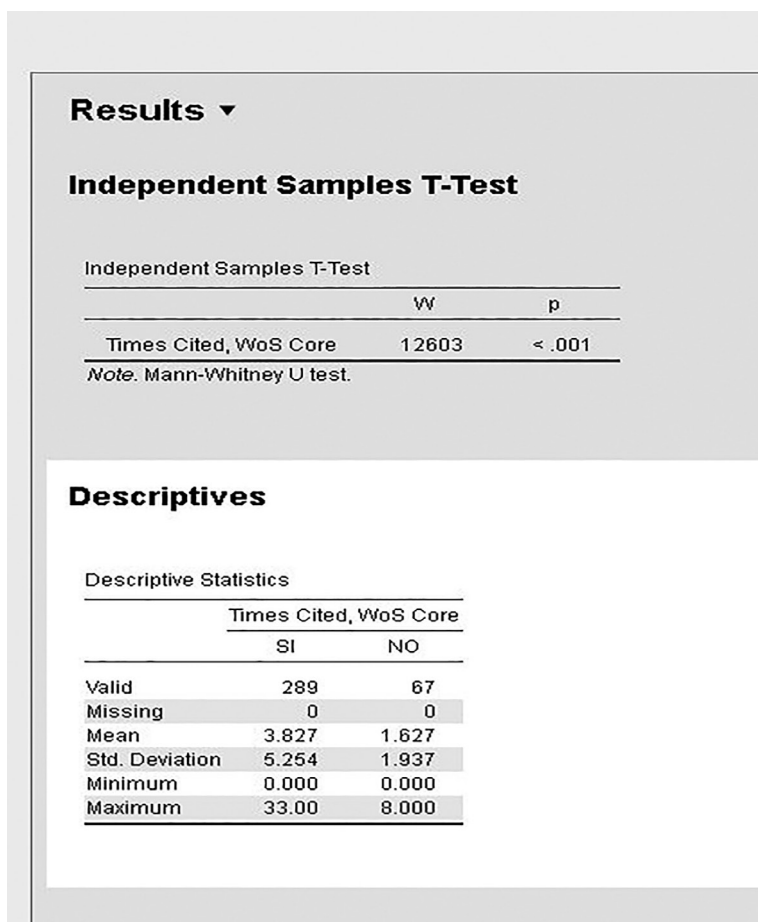 Results ▼
Independent Samples T-Test
Independent Samples T-Test
W p
Times Cited, WoS Core 12603 < .001
Note. Mann-Whitney U test.
Descriptives
Descriptive Statistics
Times Cited, WoS Core
SI NO
Valid 289 67
Missing 0 0
Mean 3.827 1.627
Std. Deviation 5.254 1.937
Minimum 0.000 0.000
Maximum 33.00 8.000